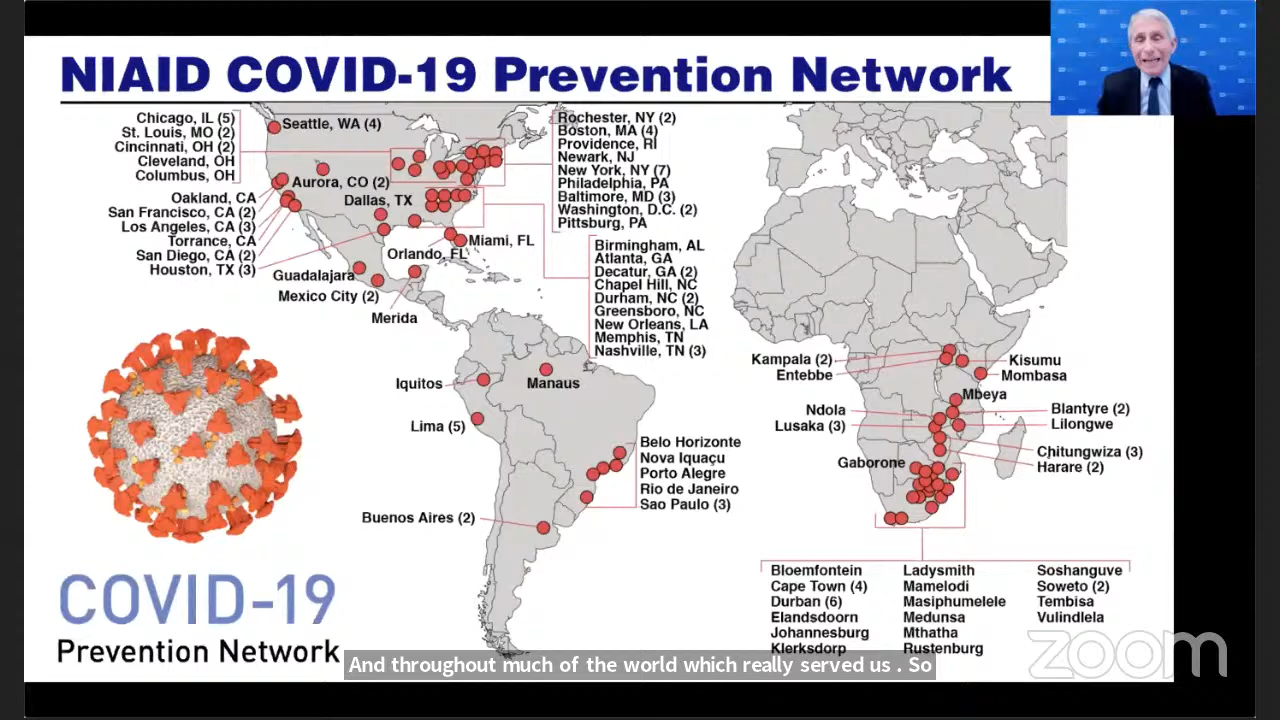 NIAID COVID-19 Prevention Network
Chicago, IL (5)
St. Louis, MO (2)
Cincinnati, OH (2)
Cleveland, OH
Columbus, OH
Seattle, WA (4)
Aurora, CO (2)
Dallas, TX
Oakland, CA
San Francisco, CA (2)
Los Angeles, CA (3)
Torrance, CA
San Diego, CA (2)
Houston, TX (3)
Rochester, NY (2)
Boston, MA (4)
Providence, RI
Newark, NJ
New York, NY (7)
Philadelphia, PA
Baltimore, MD (3)
Washington, D.C. (2)
Pittsburg, PA
Miami, FL
Orlando, FL
Birmingham, AL
Atlanta, GA
Decatur, GA (2)
Chapel Hill, NC
Durham, NC (2)
Greensboro, NC
New Orleans, LA
Memphis, TN
Nashville, TN (3)
Guadalajara
Mexico City (2)
Merida
Iquitos
Manaus
Lima (5)
Belo Horizonte
Nova Iquaçu
Porto Alegre
Rio de Janeiro
Sao Paulo (3)
Buenos Aires (2)
Kampala (2)
Entebbe
Kisumu
Mombasa
Mbeya
Ndola
Lusaka (3)
Blantyre (2)
Lilongwe
Chitungwiza (3)
Harare (2)
Gaborone
Bloemfontein
Cape Town (4)
Durban (6)
Elandsdoorn
Johannesburg
Klerksdorp
Ladysmith
Mamelodi
Masiphumelele
Medunsa
Mthatha
Rustenburg
Soshanguve
Soweto (2)
Tembisa
Vulindlela
COVID-19
Prevention Network
And throughout much of the world which really served us . So
zoom